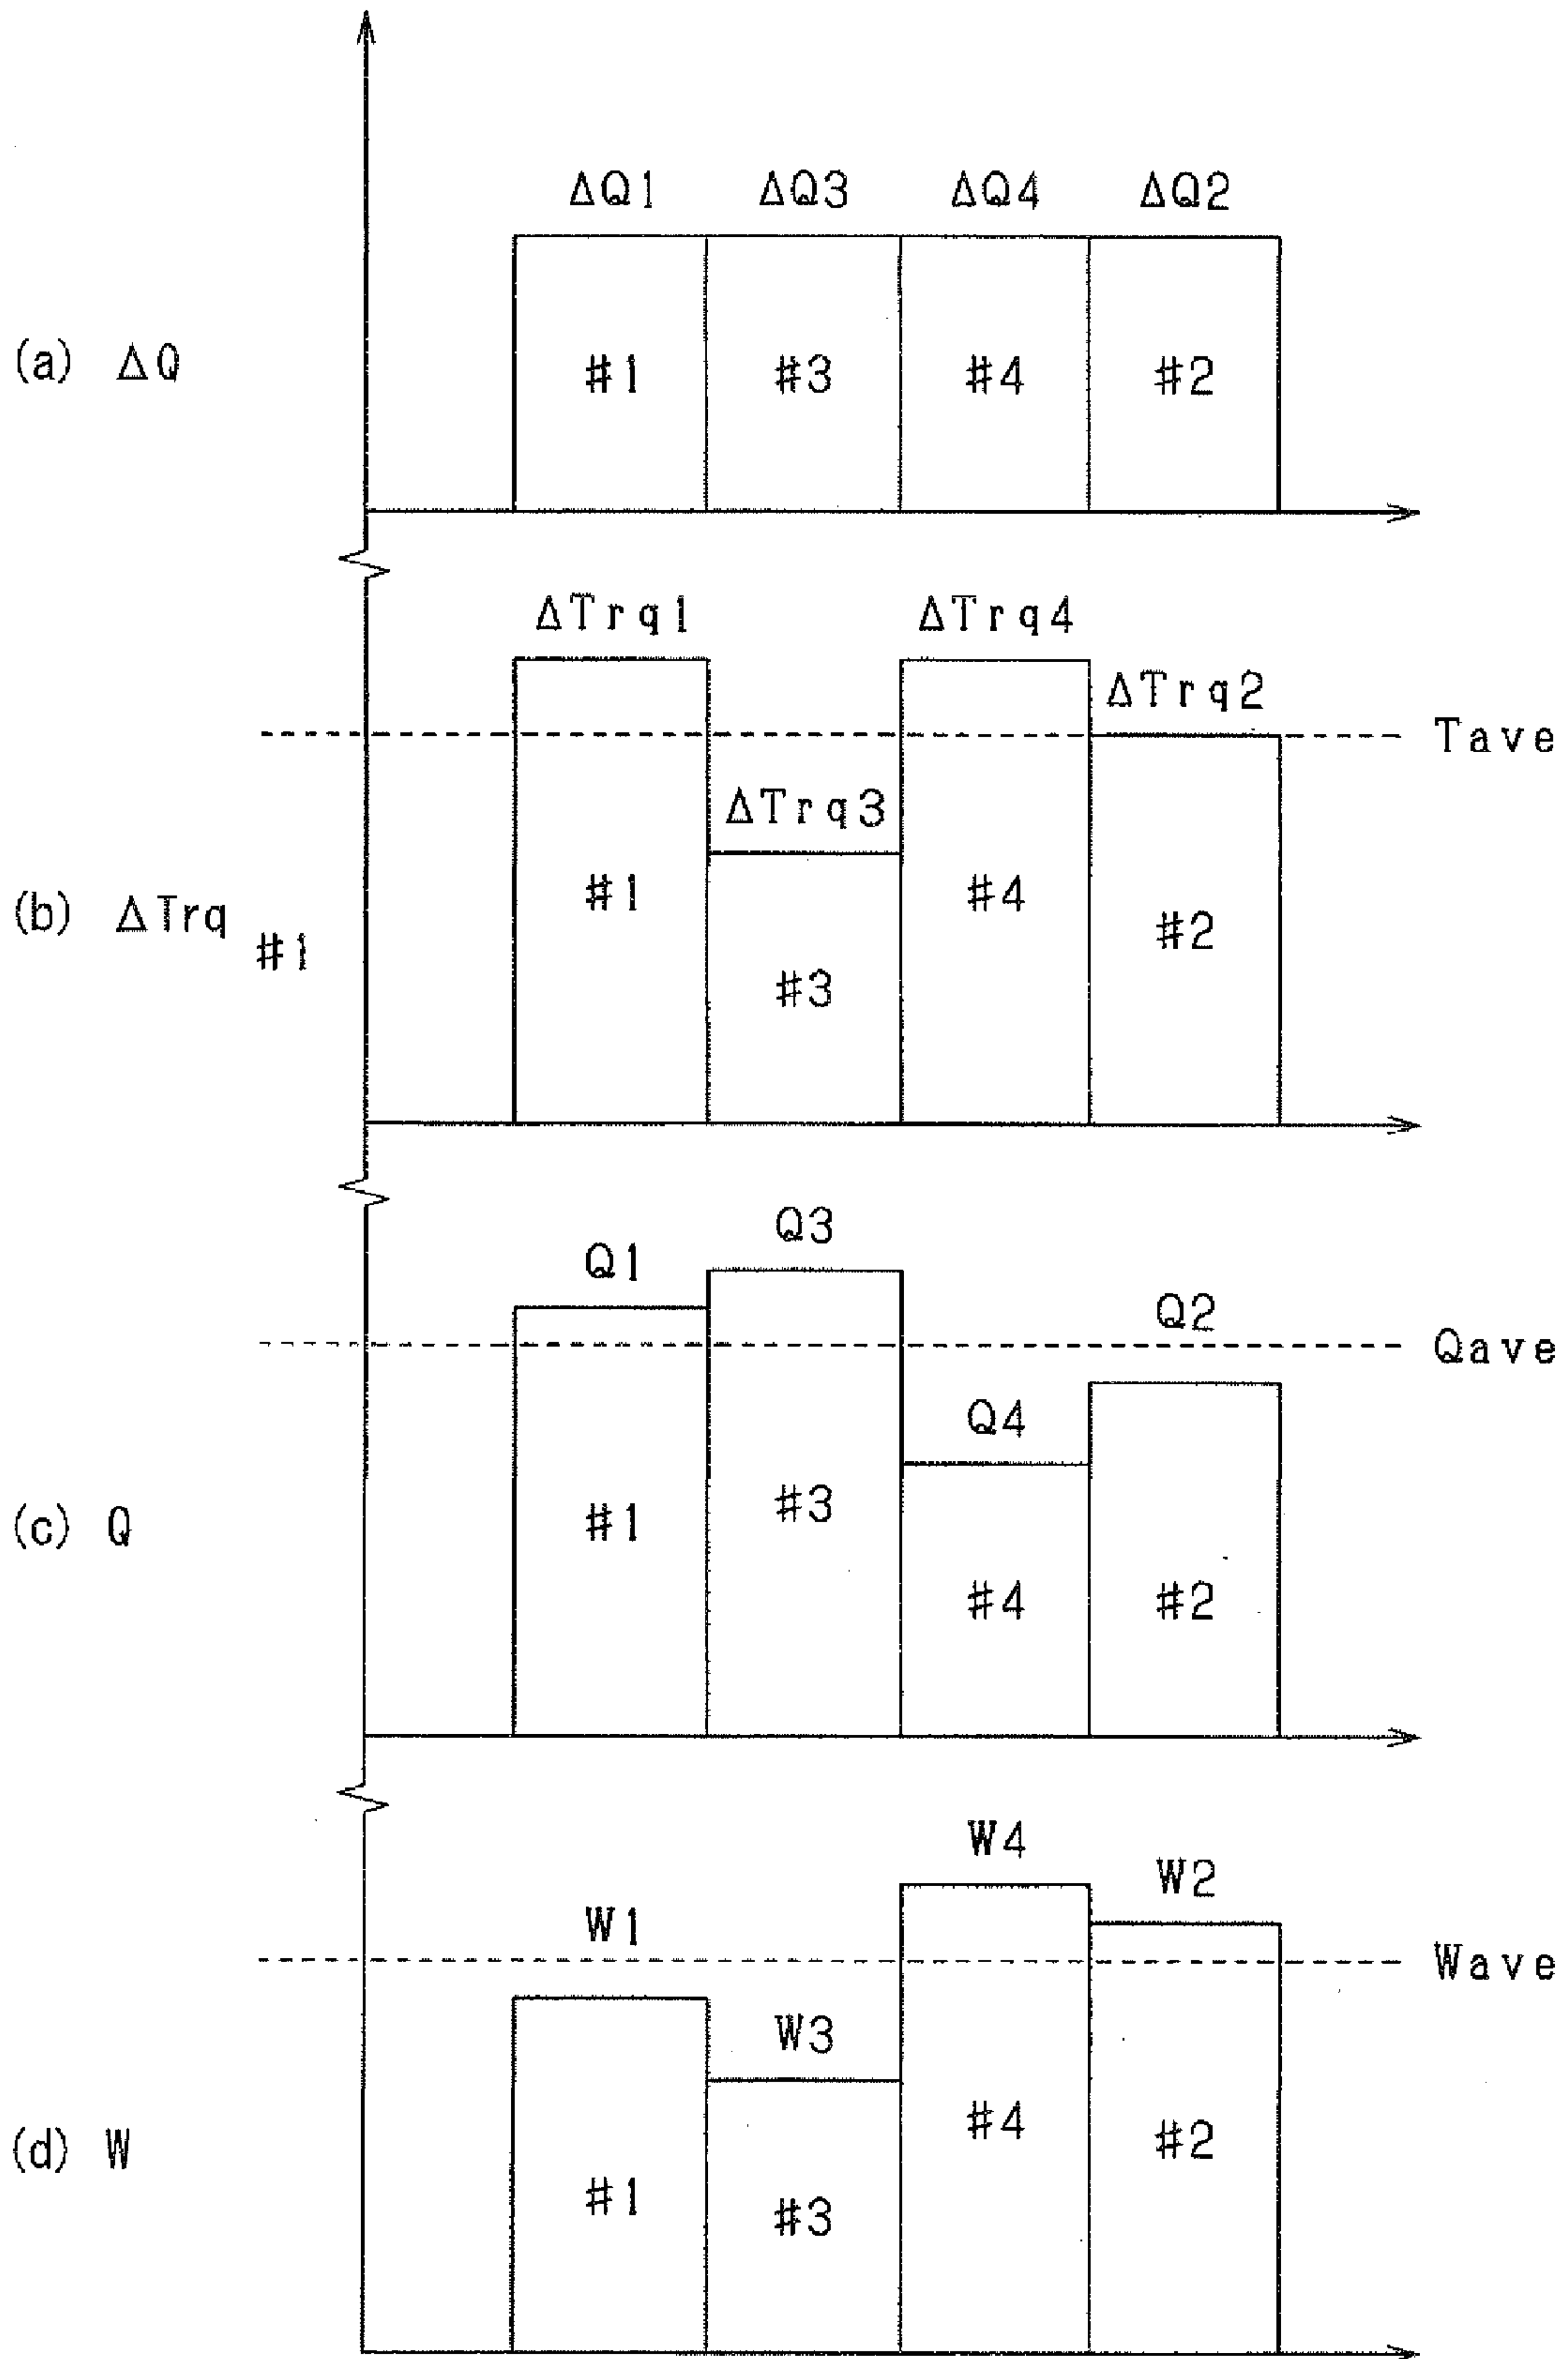 ΔQ1 ΔQ3 ΔQ4 ΔQ2
(a) ΔQ
#1 #3 #4 #2
ΔTrq1 ΔTrq4
ΔTrq2
Tave
ΔTrq3
(b) ΔTrq
#1
#1 #4
#2
#3
Q3
Q1
Q2
Qave
Q4
(c) Q
#1 #3
#4 #2
W4
W2
W1
Wave
W3
(d) W
#4 #2
#1 #3